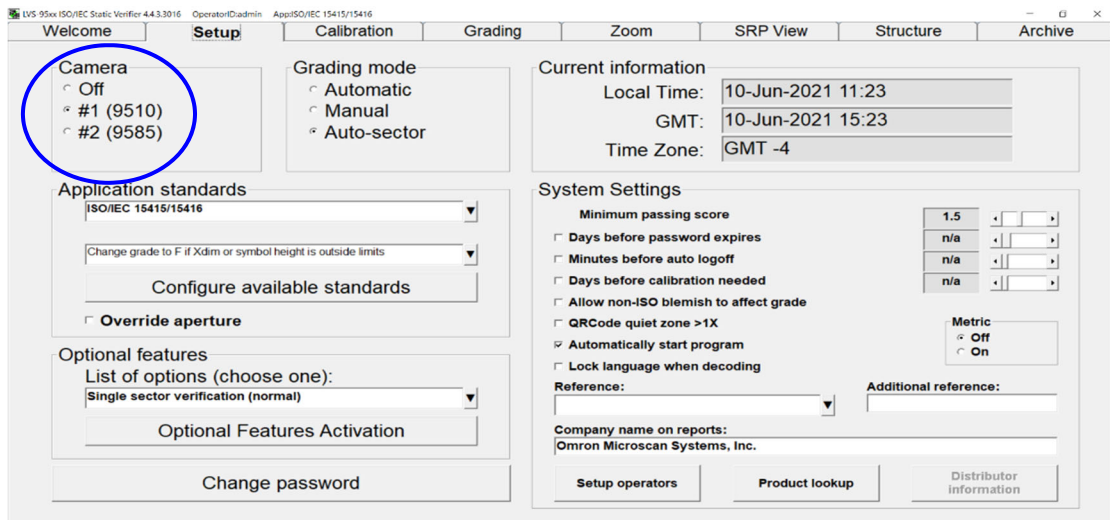 LVS-95xx ISO/IEC Static Verifier 4.4.3.3016 OperatorID:admin App:ISO/IEC 15415/15416
Welcome Setup Calibration Grading Zoom SRP View Structure Archive
Camera
Off
#1 (9510)
#2 (9585)
Grading mode
Automatic
Manual
Auto-sector
Current information
Local Time: 10-Jun-2021 11:23
GMT: 10-Jun-2021 15:23
Time Zone: GMT -4
Application standards
ISO/IEC 15415/15416
Change grade to F if Xdim or symbol height is outside limits
Configure available standards
Override aperture
Optional features
List of options (choose one):
Single sector verification (normal)
Optional Features Activation
Change password
System Settings
Minimum passing score 1.5
Days before password expires n/a
Minutes before auto logoff n/a
Days before calibration needed n/a
Allow non-ISO blemish to affect grade
QRCode quiet zone >1X
Automatically start program
Lock language when decoding
Metric
Off
On
Reference: Additional reference:
Company name on reports:
Omron Microscan Systems, Inc.
Setup operators Product lookup Distributor information